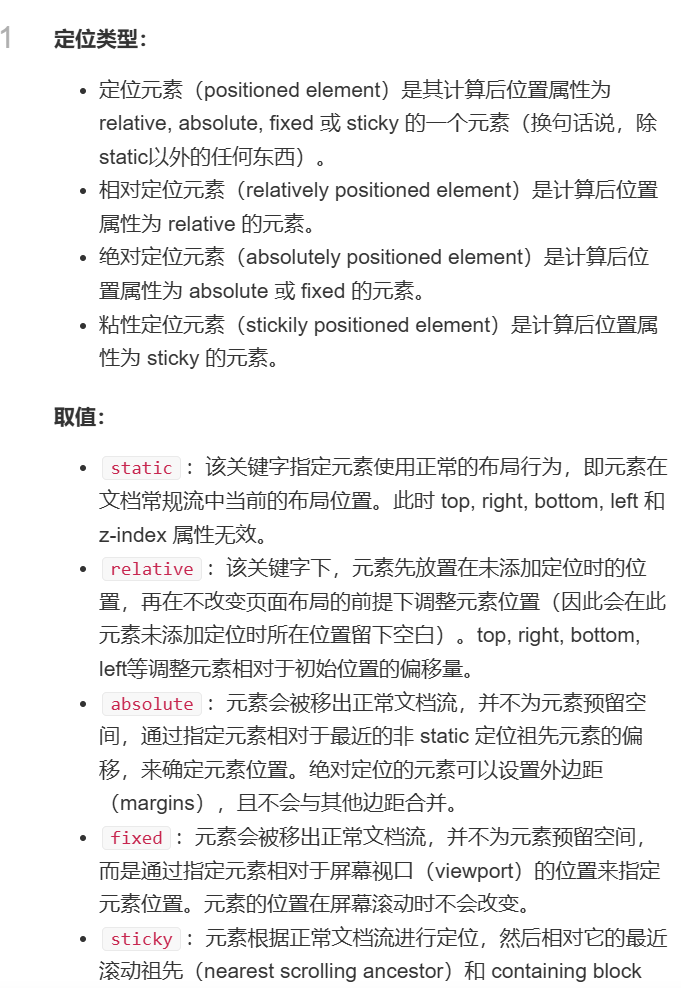 1
定位类型：
定位元素（positioned element）是其计算后位置属性为
relative, absolute, fixed 或 sticky 的一个元素（换句话说，除
static以外的任何东西）。
相对定位元素（relatively positioned element）是计算后位置
属性为 relative 的元素。
绝对定位元素（absolutely positioned element）是计算后位
置属性为 absolute 或 fixed 的元素。
粘性定位元素（stickily positioned element）是计算后位置属
性为 sticky 的元素。
取值：
static ：该关键字指定元素使用正常的布局行为，即元素在
文档常规流中当前的布局位置。此时 top, right, bottom, left 和
z-index 属性无效。
relative ：该关键字下，元素先放置在未添加定位时的位
置，再在不改变页面布局的前提下调整元素位置（因此会在此
元素未添加定位时所在位置留下空白）。top, right, bottom,
left等调整元素相对于初始位置的偏移量。
absolute ：元素会被移出正常文档流，并不为元素预留空
间，通过指定元素相对于最近的非 static 定位祖先元素的偏
移，来确定元素位置。绝对定位的元素可以设置外边距
（margins），且不会与其他边距合并。
fixed ：元素会被移出正常文档流，并不为元素预留空间，
而是通过指定元素相对于屏幕视口（viewport）的位置来指定
元素位置。元素的位置在屏幕滚动时不会改变。
sticky ：元素根据正常文档流进行定位，然后相对它的最近
滚动祖先（nearest scrolling ancestor）和 containing block